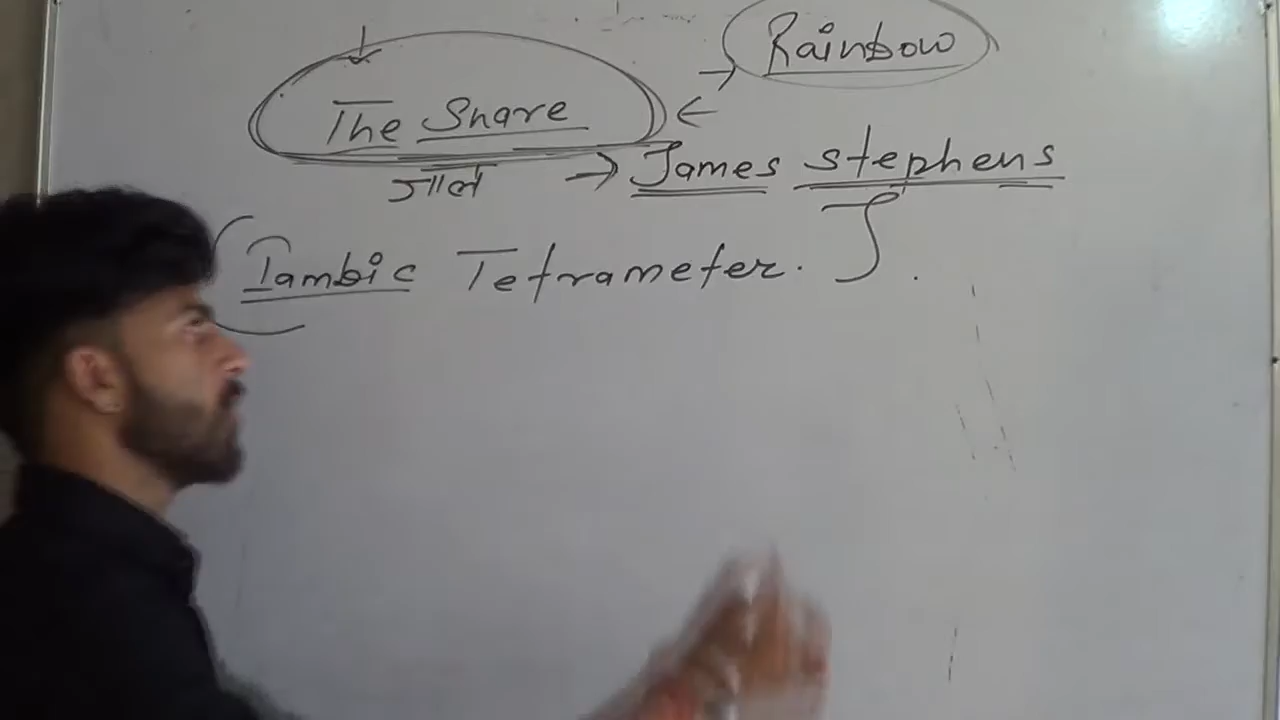 Rainbow
The Snare
जाल
James Stephens
Iambic Tetrameter.